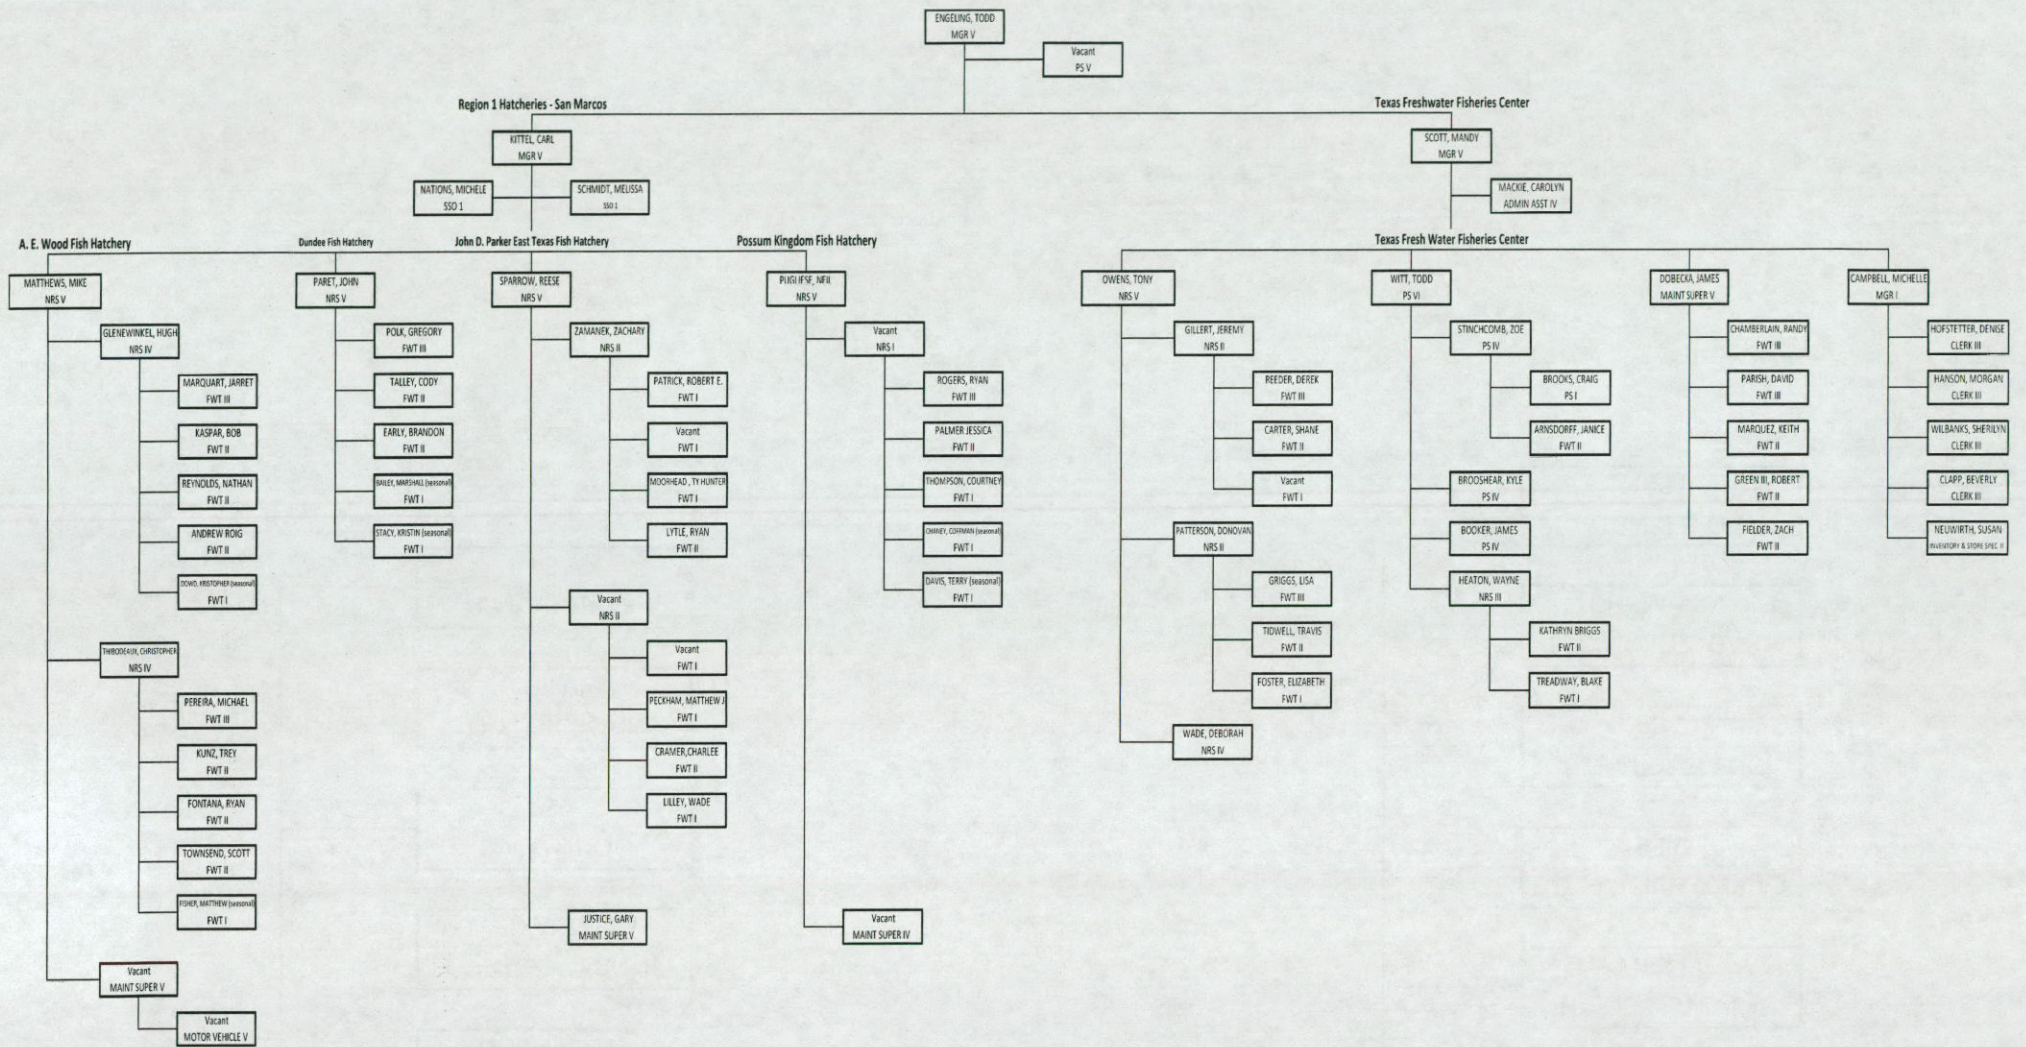 ENGELING, TODD
MGR V
Vacant
PS V
Region 1 Hatcheries - San Marcos
Texas Freshwater Fisheries Center
KITTEL, CARL
MGR V
SCOTT, MANDY
MGR V
NATIONS, MICHELE
SSO 1
SCHMIDT, MELISSA
SSO 1
MACKIE, CAROLYN
ADMIN ASST IV
A. E. Wood Fish Hatchery
Dundee Fish Hatchery
John D. Parker East Texas Fish Hatchery
Possum Kingdom Fish Hatchery
Texas Fresh Water Fisheries Center
MATTHEWS, MIKE
NRS V
GLENEWINKEL, HUGH
NRS IV
MARQUART, JARRET
FWT III
KASPAR, BOB
FWT II
REYNOLDS, NATHAN
FWT II
ANDREW ROIG
FWT II
DOWD, KRISTOPHER (seasonal)
FWT I
THIBODEAUX, CHRISTOPHER
NRS IV
PEREIRA, MICHAEL
FWT III
KUNZ, TREY
FWT II
FONTANA, RYAN
FWT II
TOWNSEND, SCOTT
FWT II
FISHER, MATTHEW (seasonal)
FWT I
Vacant
MAINT SUPER V
Vacant
MOTOR VEHICLE V
PARET, JOHN
NRS V
POLK, GREGORY
FWT III
TALLEY, CODY
FWT II
EARLY, BRANDON
FWT II
BAILEY, MARSHALL (seasonal)
FWT I
STACY, KRISTIN (seasonal)
FWT I
SPARROW, REESE
NRS V
ZAMANEK, ZACHARY
NRS II
PATRICK, ROBERT E.
FWT I
Vacant
FWT I
MOORHEAD , TY HUNTER
FWT I
LYTLE, RYAN
FWT II
Vacant
NRS II
Vacant
FWT I
PECKHAM, MATTHEW J
FWT I
CRAMER,CHARLEE
FWT II
LILLEY, WADE
FWT I
JUSTICE, GARY
MAINT SUPER V
PUGLIESE, NEIL
NRS V
Vacant
NRS I
ROGERS, RYAN
FWT III
PALMER JESSICA
FWT II
THOMPSON, COURTNEY
FWT I
COFFMAN (seasonal)
FWT I
DAVIS, TERRY (seasonal)
FWT I
Vacant
MAINT SUPER IV
OWENS, TONY
NRS V
GILLERT, JEREMY
NRS II
REEDER, DEREK
FWT III
CARTER, SHANE
FWT II
Vacant
FWT I
PATTERSON, DONOVAN
NRS II
GRIGGS, LISA
FWT III
TIDWELL, TRAVIS
FWT II
FOSTER, ELIZABETH
FWT I
WADE, DEBORAH
NRS IV
WITT, TODD
PS VI
STINCHCOMB, ZOE
PS IV
BROOKS, CRAIG
PS I
ARNSDORFF, JANICE
FWT II
BROOSHEAR, KYLE
PS IV
BOOKER, JAMES
PS IV
HEATON, WAYNE
NRS III
KATHRYN BRIGGS
FWT II
TREADWAY, BLAKE
FWT I
DOBECKA, JAMES
MAINT SUPER V
CHAMBERLAIN, RANDY
FWT III
PARISH, DAVID
FWT III
MARQUEZ, KEITH
FWT II
GREEN III, ROBERT
FWT II
FIELDER, ZACH
FWT II
CAMPBELL, MICHELLE
MGR I
HOFSTETTER, DENISE
CLERK III
HANSON, MORGAN
CLERK III
WILBANKS, SHERILYN
CLERK III
CLAPP, BEVERLY
CLERK III
NEUWIRTH, SUSAN
INVENTORY & STORE SPEC II